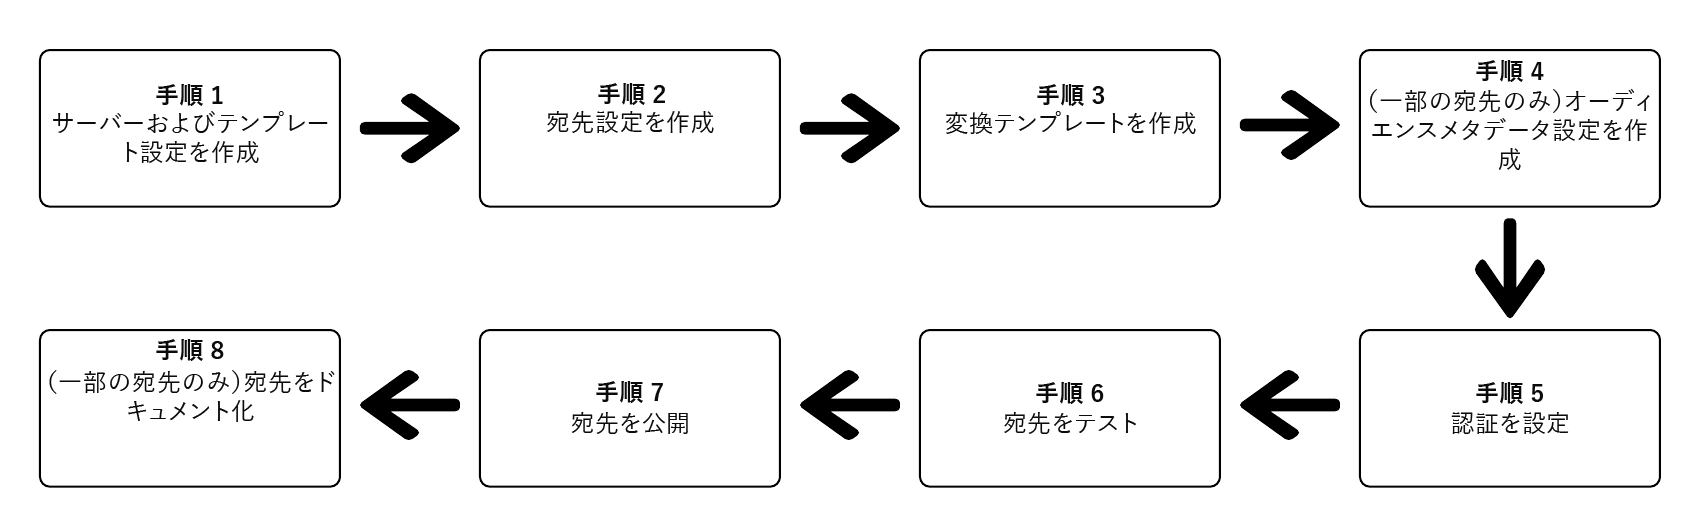 手順 1
サーバーおよびテンプレー
ト設定を作成
手順 2
宛先設定を作成
手順 3
変換テンプレートを作成
手順 4
（一部の宛先のみ）オーディ
エンスメタデータ設定を作
成
手順 5
認証を設定
手順 6
宛先をテスト
手順 7
宛先を公開
手順 8
（一部の宛先のみ）宛先をド
キュメント化